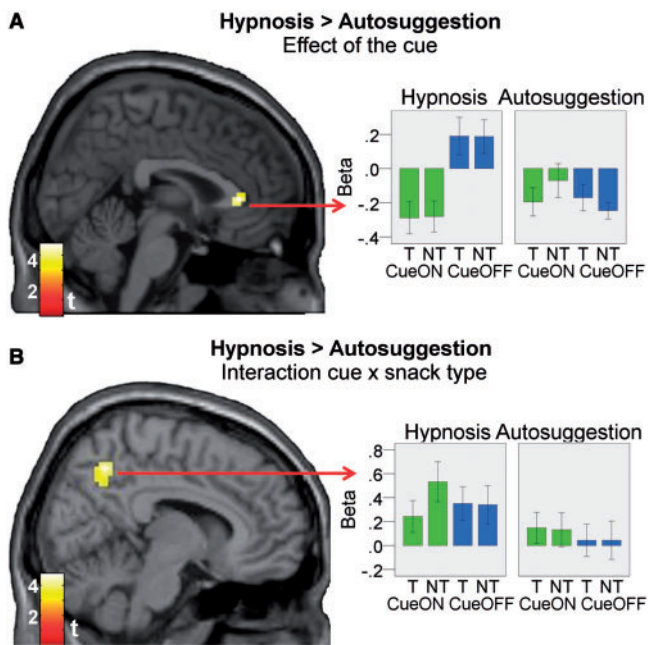 A
Hypnosis > Autosuggestion
Effect of the cue
Hypnosis Autosuggestion
Beta
.2
.0
-.2
-.4
T NT T NT T NT T NT
CueON CueOFF CueON CueOFF
4
2
t
B
Hypnosis > Autosuggestion
Interaction cue x snack type
Hypnosis Autosuggestion
Beta
.8
.6
.4
.2
.0
-.2
T NT T NT T NT T NT
CueON CueOFF CueON CueOFF
4
2
t